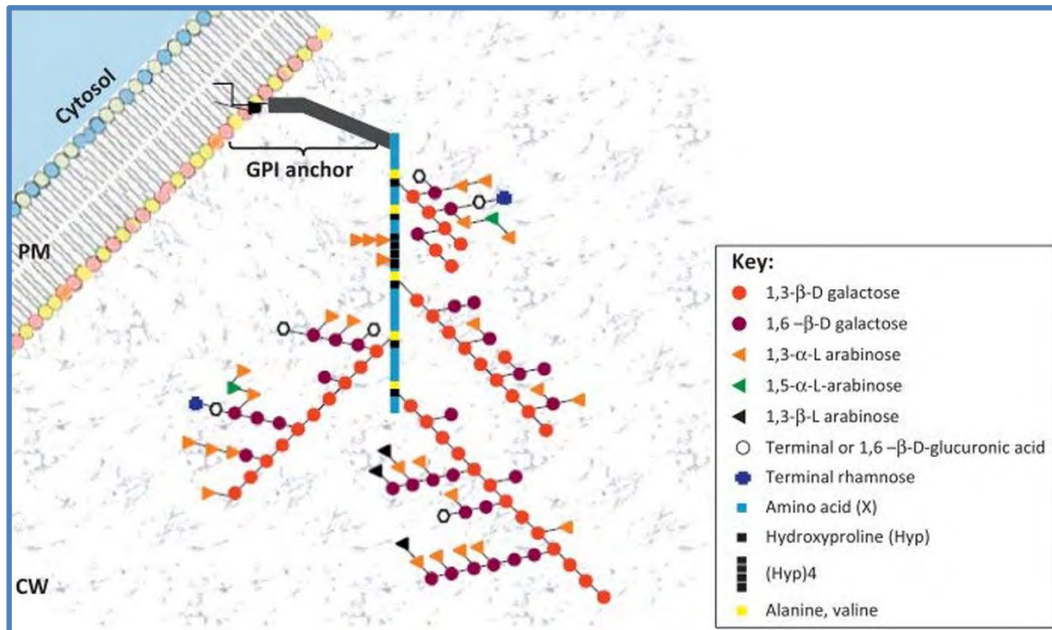 Cytosol
GPI anchor
PM
CW
Key:
1,3-β-D galactose
1,6 –β-D galactose
1,3-α-L arabinose
1,5-α-L-arabinose
1,3-β-L arabinose
Terminal or 1,6 –β-D-glucuronic acid
Terminal rhamnose
Amino acid (X)
Hydroxyproline (Hyp)
(Hyp)4
Alanine, valine